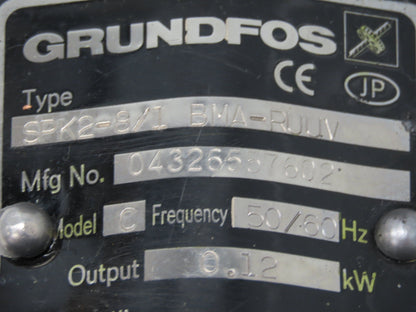 GRUNDFOS
CE JP
Type
SPK2-8/1 BMA-RUUV
Mfg No.
Model C Frequency 50/60 Hz
Output 0.12 kW